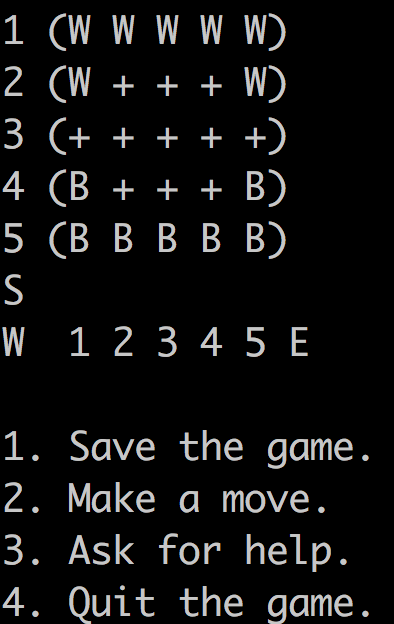 1 (W W W W W)
2 (W + + + W)
3 (+ + + + +)
4 (B + + + B)
5 (B B B B B)
S
W  1 2 3 4 5 E

1. Save the game.
2. Make a move.
3. Ask for help.
4. Quit the game.